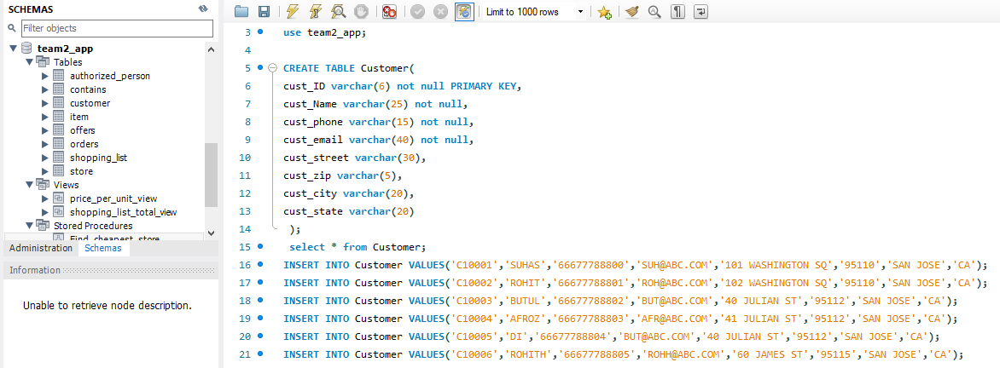 SCHEMAS
Filter objects
team2_app
Tables
authorized_person
contains
customer
item
offers
orders
shopping_list
store
Views
price_per_unit_view
shopping_list_total_view
Stored Procedures
Find_cheapest_store
Administration Schemas
Information
Unable to retrieve node description.
Limit to 1000 rows
3 use team2_app;
4
5 CREATE TABLE Customer(
6 cust_ID varchar(6) not null PRIMARY KEY,
7 cust_Name varchar(25) not null,
8 cust_phone varchar(15) not null,
9 cust_email varchar(40) not null,
10 cust_street varchar(30),
11 cust_zip varchar(5),
12 cust_city varchar(20),
13 cust_state varchar(20)
14 );
15 select * from Customer;
16 INSERT INTO Customer VALUES('C10001','SUHAS','66677788800','SUH@ABC.COM','101 WASHINGTON SQ','95110','SAN JOSE','CA');
17 INSERT INTO Customer VALUES('C10002','ROHIT','66677788801','ROH@ABC.COM','102 WASHINGTON SQ','95110','SAN JOSE','CA');
18 INSERT INTO Customer VALUES('C10003','BUTUL','66677788802','BUT@ABC.COM','40 JULIAN ST','95112','SAN JOSE','CA');
19 INSERT INTO Customer VALUES('C10004','AFROZ','66677788803','AFR@ABC.COM','41 JULIAN ST','95112','SAN JOSE','CA');
20 INSERT INTO Customer VALUES('C10005','DI','66677788804','BUT@ABC.COM','40 JULIAN ST','95112','SAN JOSE','CA');
21 INSERT INTO Customer VALUES('C10006','ROHITH','66677788805','ROHH@ABC.COM','60 JAMES ST','95115','SAN JOSE','CA');